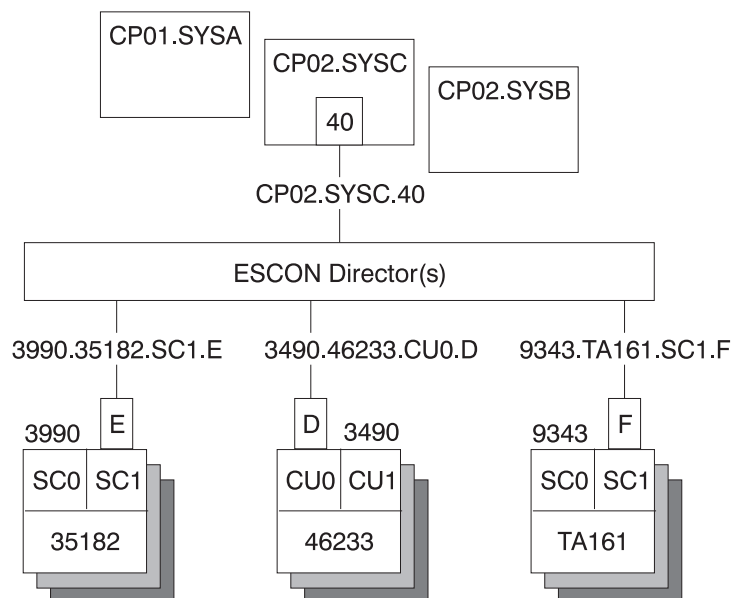 CP01.SYSA
CP02.SYSC
CP02.SYSB
40
CP02.SYSC.40
ESCON Director(s)
3990.35182.SC1.E
3490.46233.CU0.D
9343.TA161.SC1.F
3990
E
D
3490
9343
F
SC0 SC1
CU0 CU1
SC0 SC1
35182
46233
TA161